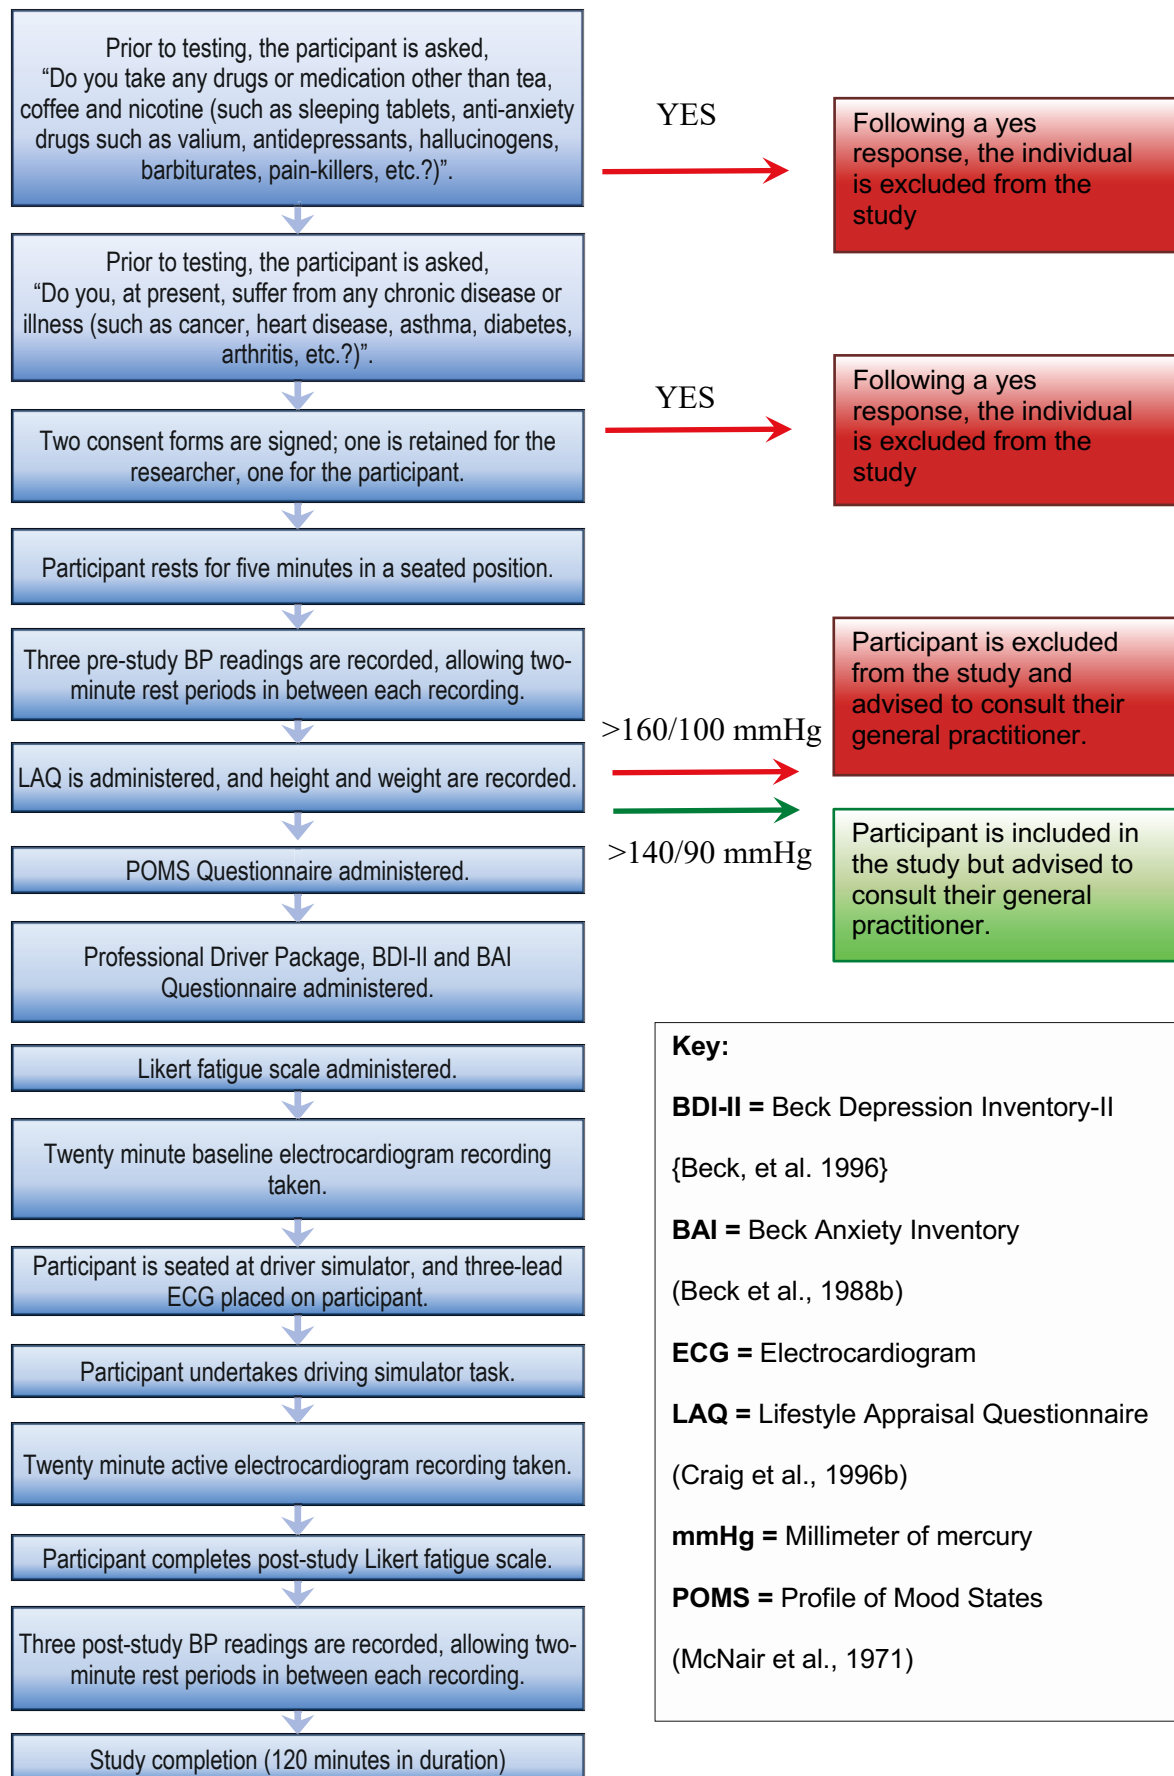 Prior to testing, the participant is asked,
“Do you take any drugs or medication other than tea,
coffee and nicotine (such as sleeping tablets, anti-anxiety
drugs such as valium, antidepressants, hallucinogens,
barbiturates, pain-killers, etc.?)”.
YES
Following a yes
response, the individual
is excluded from the
study
Prior to testing, the participant is asked,
“Do you, at present, suffer from any chronic disease or
illness (such as cancer, heart disease, asthma, diabetes,
arthritis, etc.?)”.
YES
Following a yes
response, the individual
is excluded from the
study
Two consent forms are signed; one is retained for the
researcher, one for the participant.
Participant rests for five minutes in a seated position.
Three pre-study BP readings are recorded, allowing two-
minute rest periods in between each recording.
>160/100 mmHg
Participant is excluded
from the study and
advised to consult their
general practitioner.
LAQ is administered, and height and weight are recorded.
>140/90 mmHg
Participant is included in
the study but advised to
consult their general
practitioner.
POMS Questionnaire administered.
Professional Driver Package, BDI-II and BAI
Questionnaire administered.
Likert fatigue scale administered.
Twenty minute baseline electrocardiogram recording
taken.
Participant is seated at driver simulator, and three-lead
ECG placed on participant.
Participant undertakes driving simulator task.
Twenty minute active electrocardiogram recording taken.
Participant completes post-study Likert fatigue scale.
Three post-study BP readings are recorded, allowing two-
minute rest periods in between each recording.
Study completion (120 minutes in duration)
Key:
BDI-II = Beck Depression Inventory-II
{Beck, et al. 1996}
BAI = Beck Anxiety Inventory
(Beck et al., 1988b)
ECG = Electrocardiogram
LAQ = Lifestyle Appraisal Questionnaire
(Craig et al., 1996b)
mmHg = Millimeter of mercury
POMS = Profile of Mood States
(McNair et al., 1971)